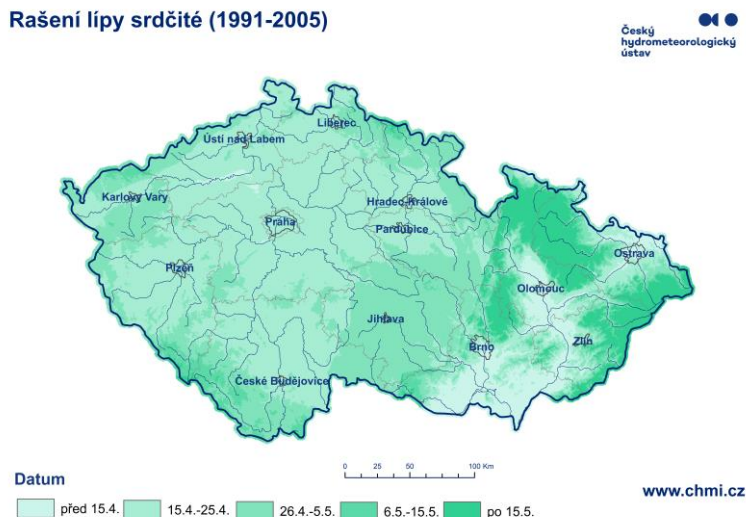 Rašení lípy srdčité (1991-2005)
Český
hydrometeorologický
ústav
Liberec
Ústí nad Labem
Karlovy Vary
Hradec Králové
Praha
Pardubice
Plzeň
Ostrava
Olomouc
Jihlava
Brno
Zlín
České Budějovice
Datum
0 25 50 100 Km
www.chmi.cz
před 15.4. 15.4.-25.4. 26.4.-5.5. 6.5.-15.5. po 15.5.